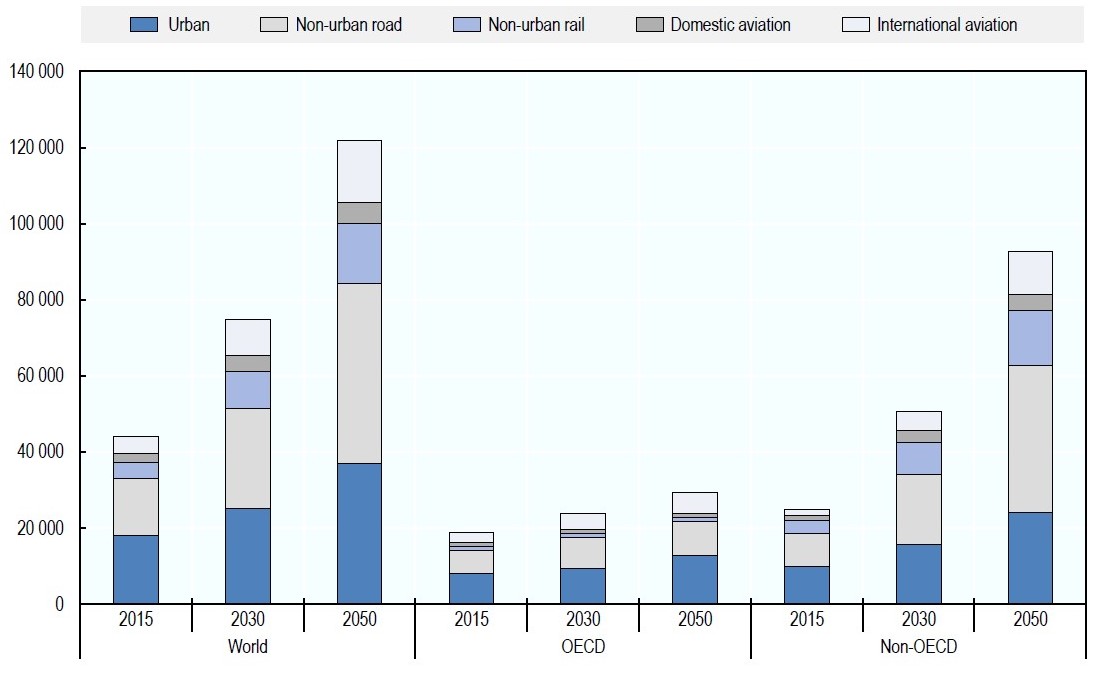 Urban Non-urban road Non-urban rail Domestic aviation International aviation
140 000
120 000
100 000
80 000
60 000
40 000
20 000
0
2015 2030 2050 2015 2030 2050 2015 2030 2050
World OECD Non-OECD